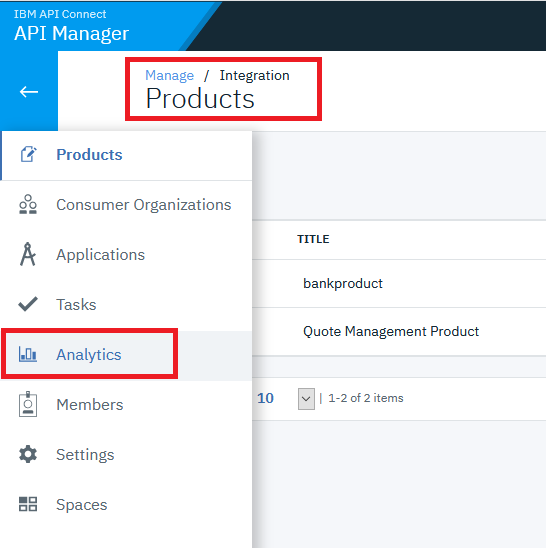 IBM API Connect
API Manager
Manage / Integration
Products
Products
Consumer Organizations
Applications
Tasks
Analytics
Members
Settings
Spaces
TITLE
bankproduct
Quote Management Product
10 | 1-2 of 2 items